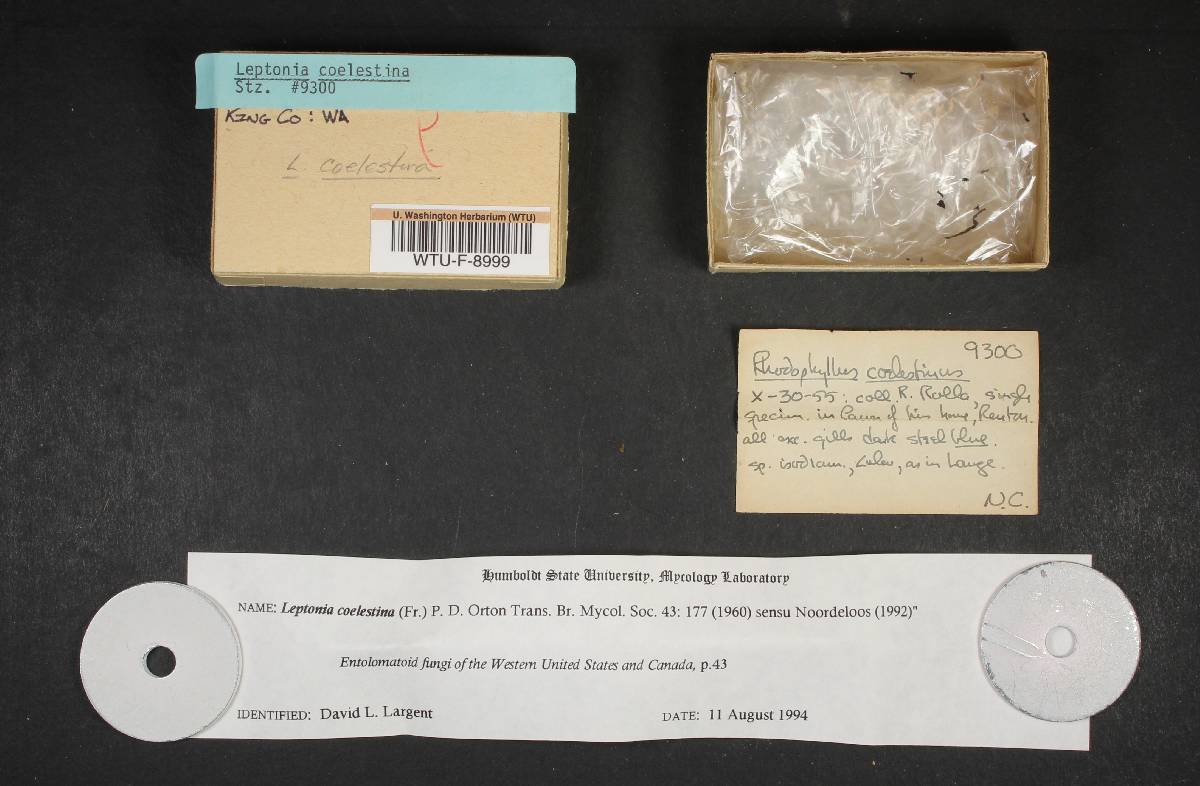 Leptonia coelestina
Stz. #9300
KING CO: WA
L. coelestina
U. Washington Herbarium (WTU)
WTU-F-8999
9300
Rhodophyllus coelestinus
X-30-55: coll. R. Rolla, single
specim. in lawn of his home, Renton.
all exc. gills dark steel blue.
sp. isodiam., as in Lange.
N.C.
Humboldt State University, Mycology Laboratory
NAME: Leptonia coelestina (Fr.) P. D. Orton Trans. Br. Mycol. Soc. 43: 177 (1960) sensu Noordeloos (1992)"
Entolomatoid fungi of the Western United States and Canada, p.43
IDENTIFIED: David L. Largent
DATE: 11 August 1994